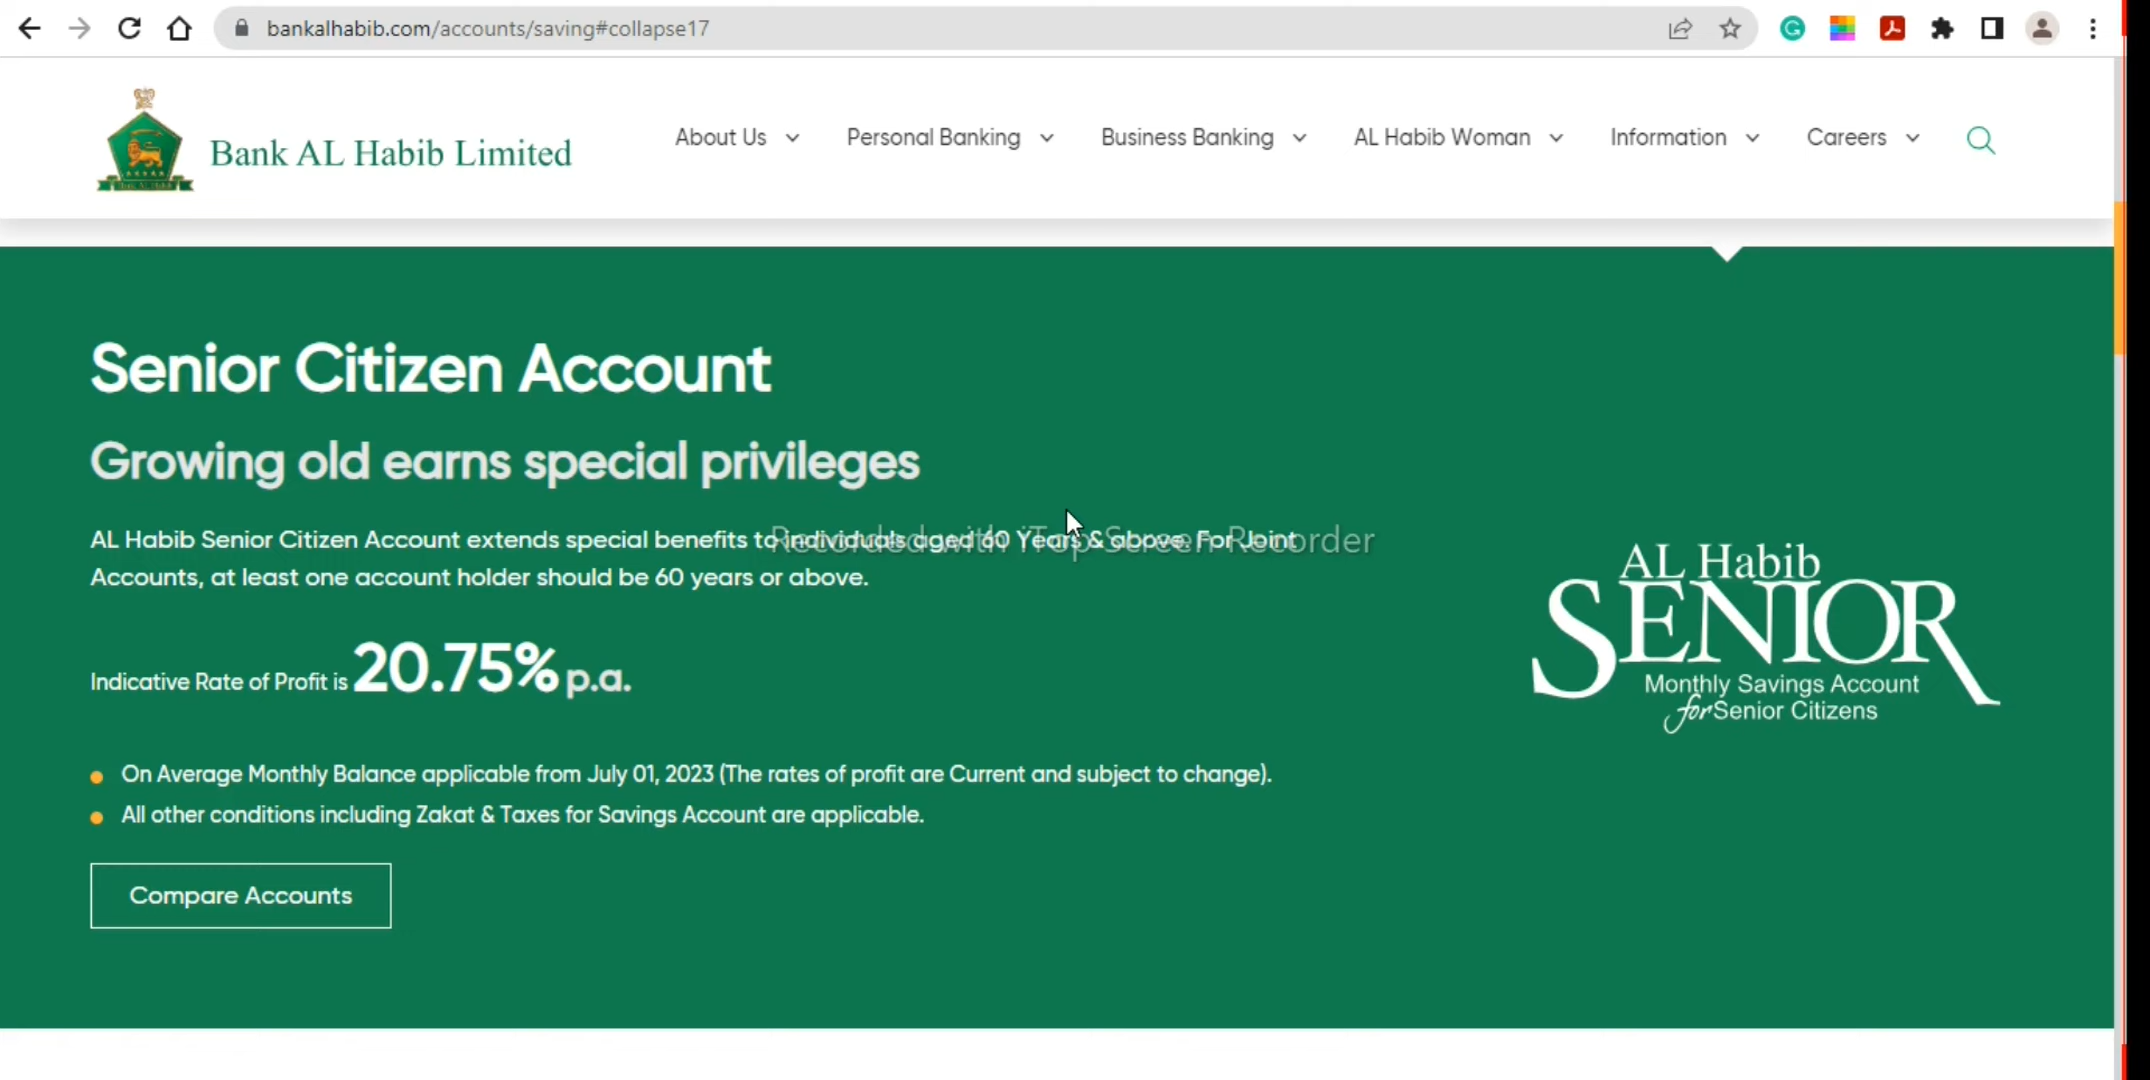 bankalhabib.com/accounts/saving#collapse17
Bank AL Habib Limited
About Us
Personal Banking
Business Banking
AL Habib Woman
Information
Careers
Senior Citizen Account
Growing old earns special privileges
AL Habib Senior Citizen Account extends special benefits to individuals aged 60 Years & above. For Joint
Recorded with iTop Screen Recorder
Accounts, at least one account holder should be 60 years or above.
Indicative Rate of Profit is 20.75% p.a.
On Average Monthly Balance applicable from July 01, 2023 (The rates of profit are Current and subject to change).
All other conditions including Zakat & Taxes for Savings Account are applicable.
Compare Accounts
AL Habib
SENIOR
Monthly Savings Account
for Senior Citizens